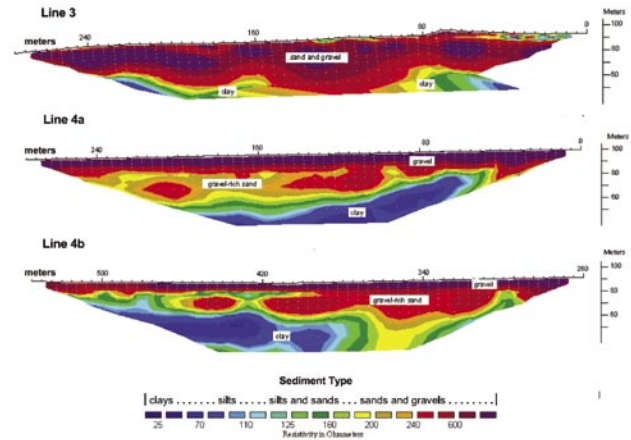 Line 3
meters 240 160 80 0 Meters
100
80
60
sand and gravel
clay clay
Line 4a
240 160 80 0 Meters
meters 100
80
60
gravel
gravel-rich sand
clay
Line 4b
meters 500 400 340 260 Meters
100
80
60
gravel
gravel-rich sand
clay
Sediment Type
clays . . . . . . . silts . . . . . silts and sands . . . . . sands and gravels . . . . . . .
25 70 110 125 160 200 240 600
Resistivity in Ohmmeters